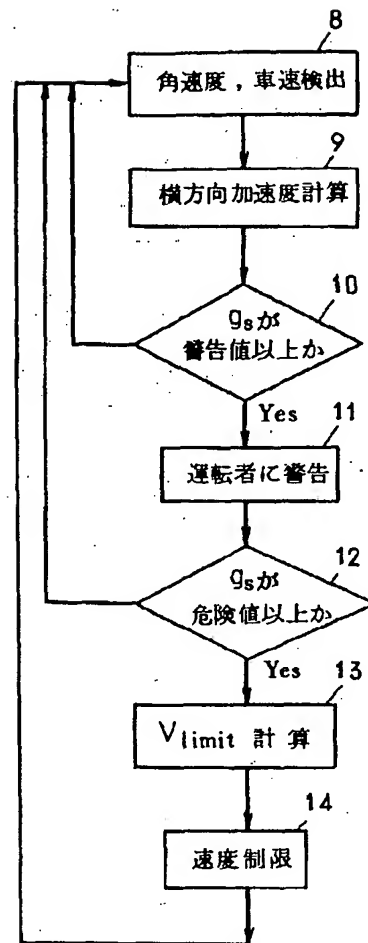 8
角速度，車速検出
9
横方向加速度計算
10
gsが
警告値以上か
Yes
11
運転者に警告
12
gsが
危険値以上か
Yes
13
Vlimit 計算
14
速度制限